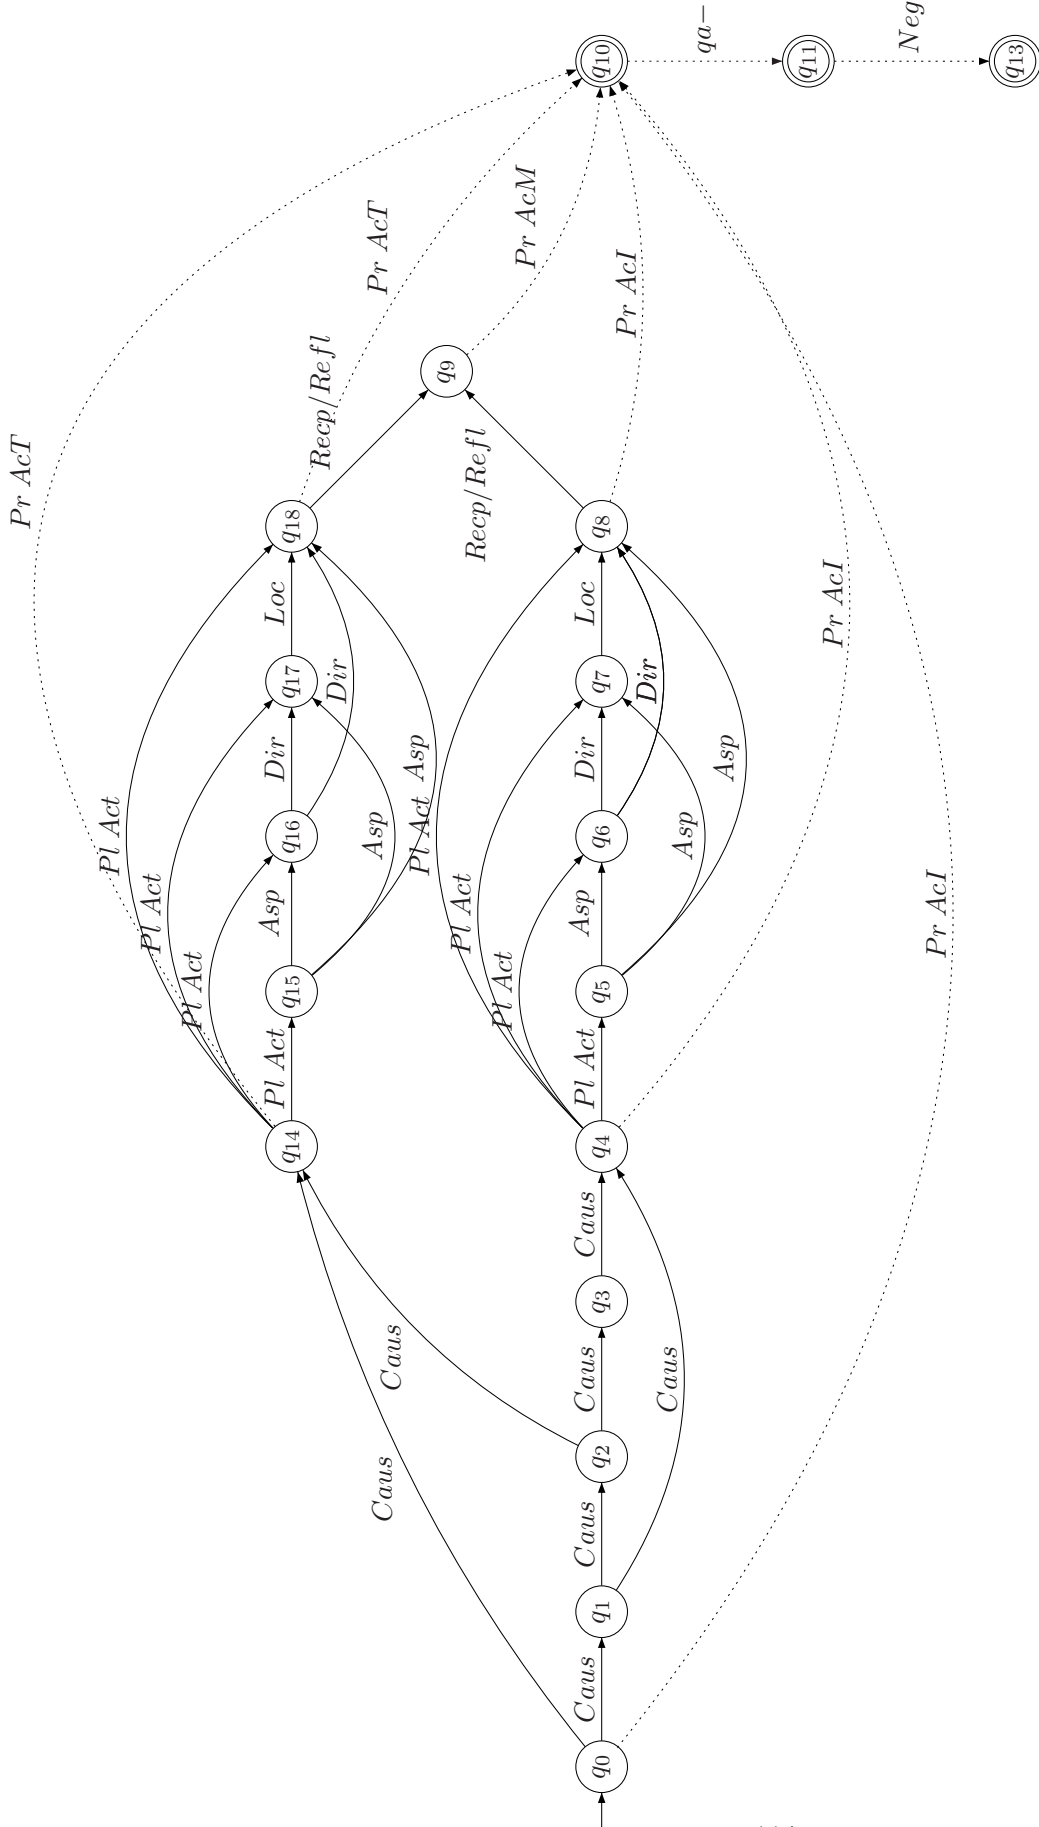 q0
Caus
q1
Caus
q2
Caus
q3
Caus
q4
Pl Act
q5
Asp
q6
Dir
q7
Loc
q8
Caus
Caus
Caus
q14
Pl Act
q15
Asp
q16
Dir
q17
Loc
q18
Pl Act
Pl Act
Pl Act
Asp
Asp
Dir
Pl Act
Pl Act
Pl Act
Asp
Asp
Dir
Recp/Refl
Recp/Refl
q9
Pr AcT
Pr AcT
Pr AcM
Pr AcI
Pr AcI
Pr AcI
q10
qa−
q11
Neg
q13